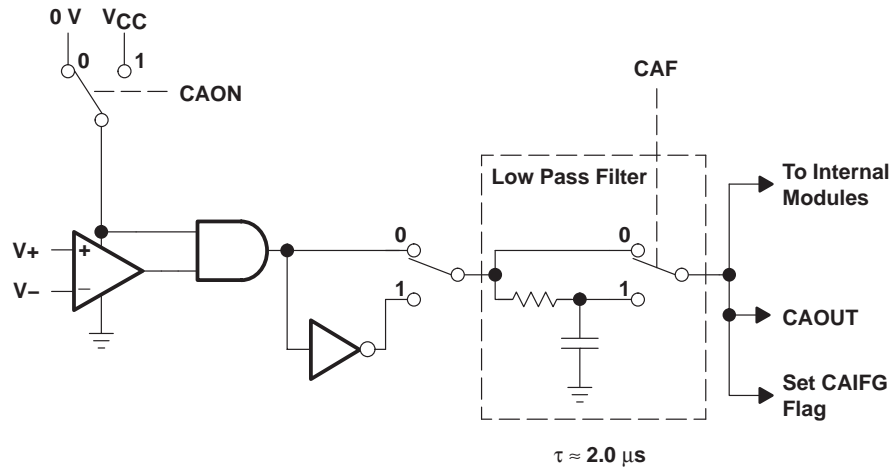 0 V
VCC
0
1
CAON
CAF
Low Pass Filter
To Internal
Modules
V+
+
V−
−
0
1
0
1
CAOUT
Set CAIFG
Flag
τ ≈ 2.0 μs